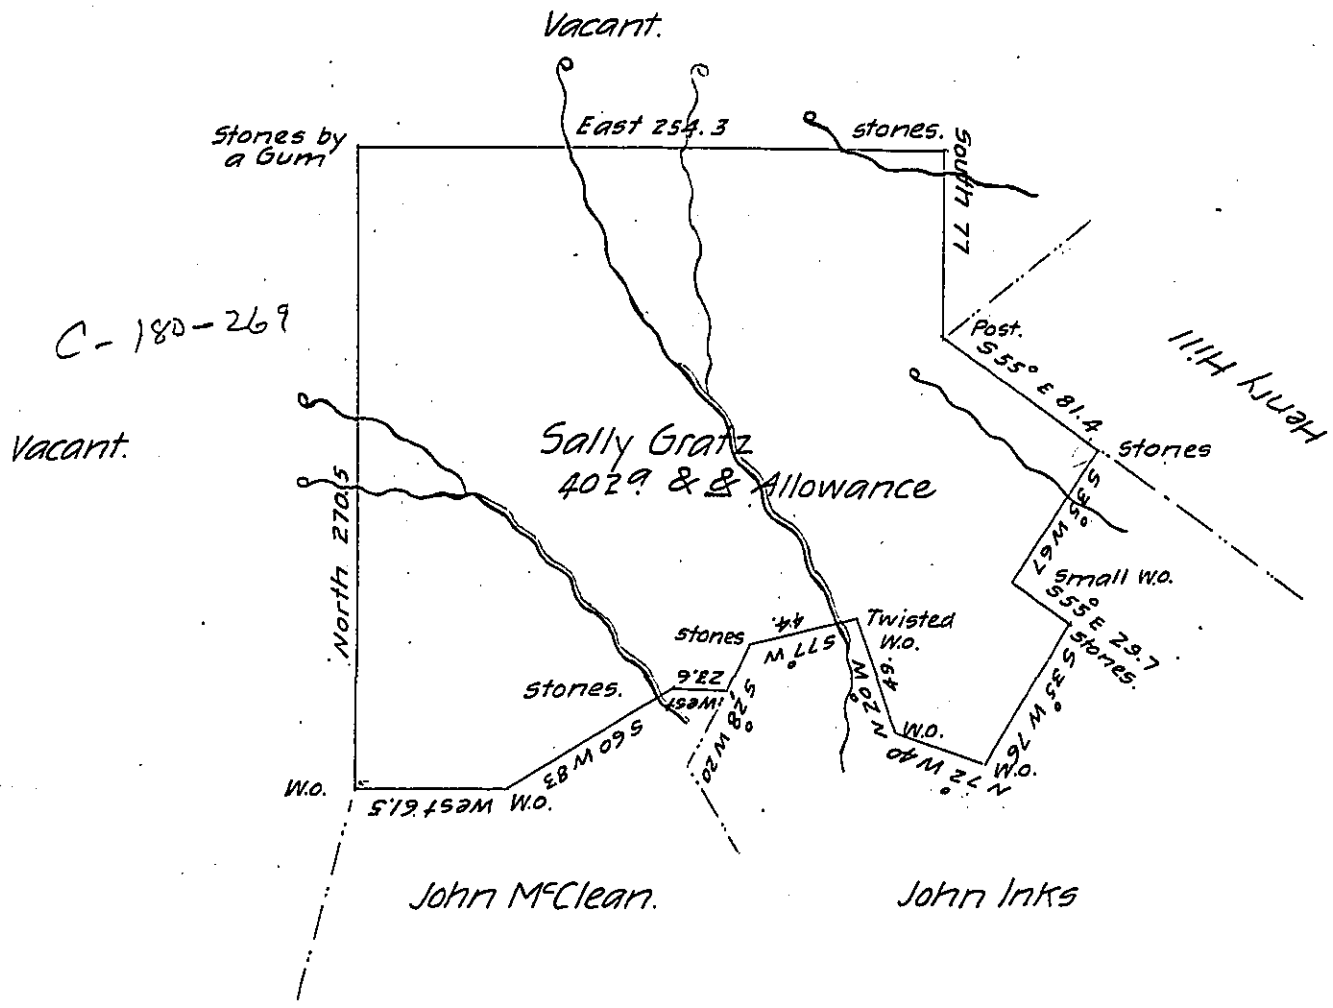 Vacant.
East 254.3
stones.
Stones by
a Gum
South 77
C-180-269
Post.
S 55° E 81.4
Henry Hill
stones
Vacant.
Sally Gratz
402 a & & Allowance
S 35° W 67
North 270.5
Small W.O.
S 55° E 29.7
stones.
S 35° W 76
Twisted
W.O.
44.
S 77° W
stones
49.
N 20° W
23.6
West
S 28° W 20
stones.
S 60 W 83
W.O.
N 72° W 40
W.O.
W.O.
West 61.5
W.O.
John McClean.
John Inks